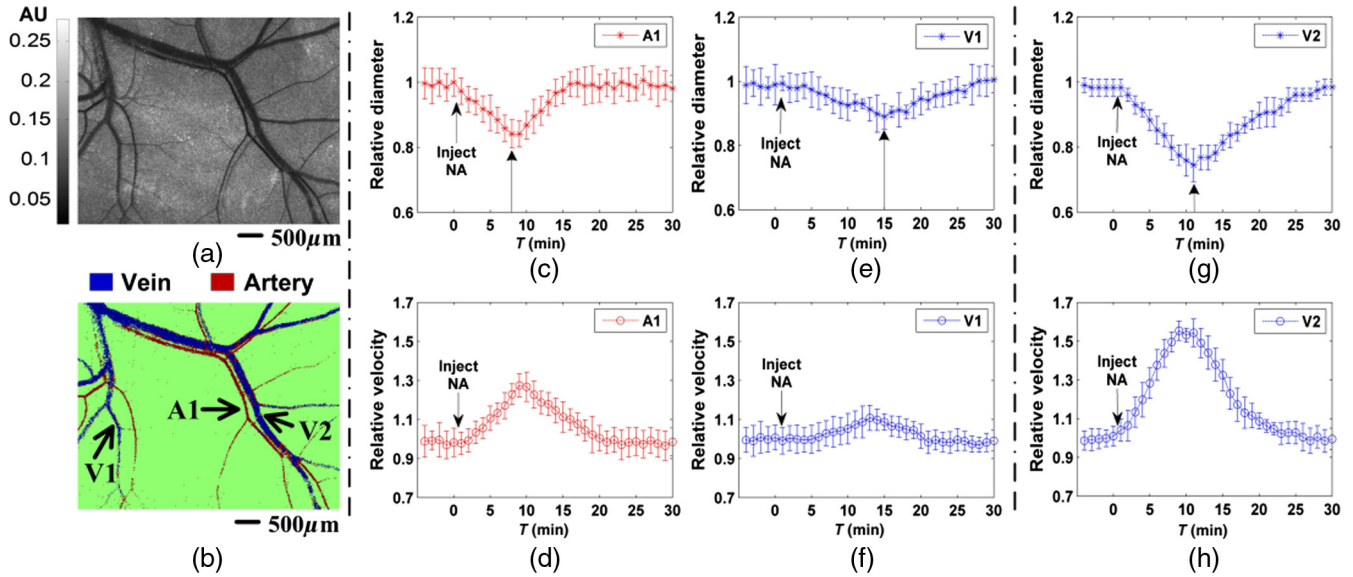 AU
0.25
0.2
0.15
0.1
0.05
500µm
(a)
Vein Artery
A1
V2
V1
500µm
(b)
Relative diameter
1.2
1
0.8
0.6
A1
Inject
NA
0 5 10 15 20 25 30
T (min)
(c)
Relative velocity
1.7
1.5
1.3
1.1
0.9
0.7
A1
Inject
NA
0 5 10 15 20 25 30
T (min)
(d)
Relative diameter
1.2
1
0.8
0.6
V1
Inject
NA
0 5 10 15 20 25 30
T (min)
(e)
Relative velocity
1.7
1.5
1.3
1.1
0.9
0.7
V1
Inject
NA
0 5 10 15 20 25 30
T (min)
(f)
Relative diameter
1.2
1
0.8
0.6
V2
Inject
NA
0 5 10 15 20 25 30
T (min)
(g)
Relative velocity
1.7
1.5
1.3
1.1
0.9
0.7
V2
Inject
NA
0 5 10 15 20 25 30
T (min)
(h)